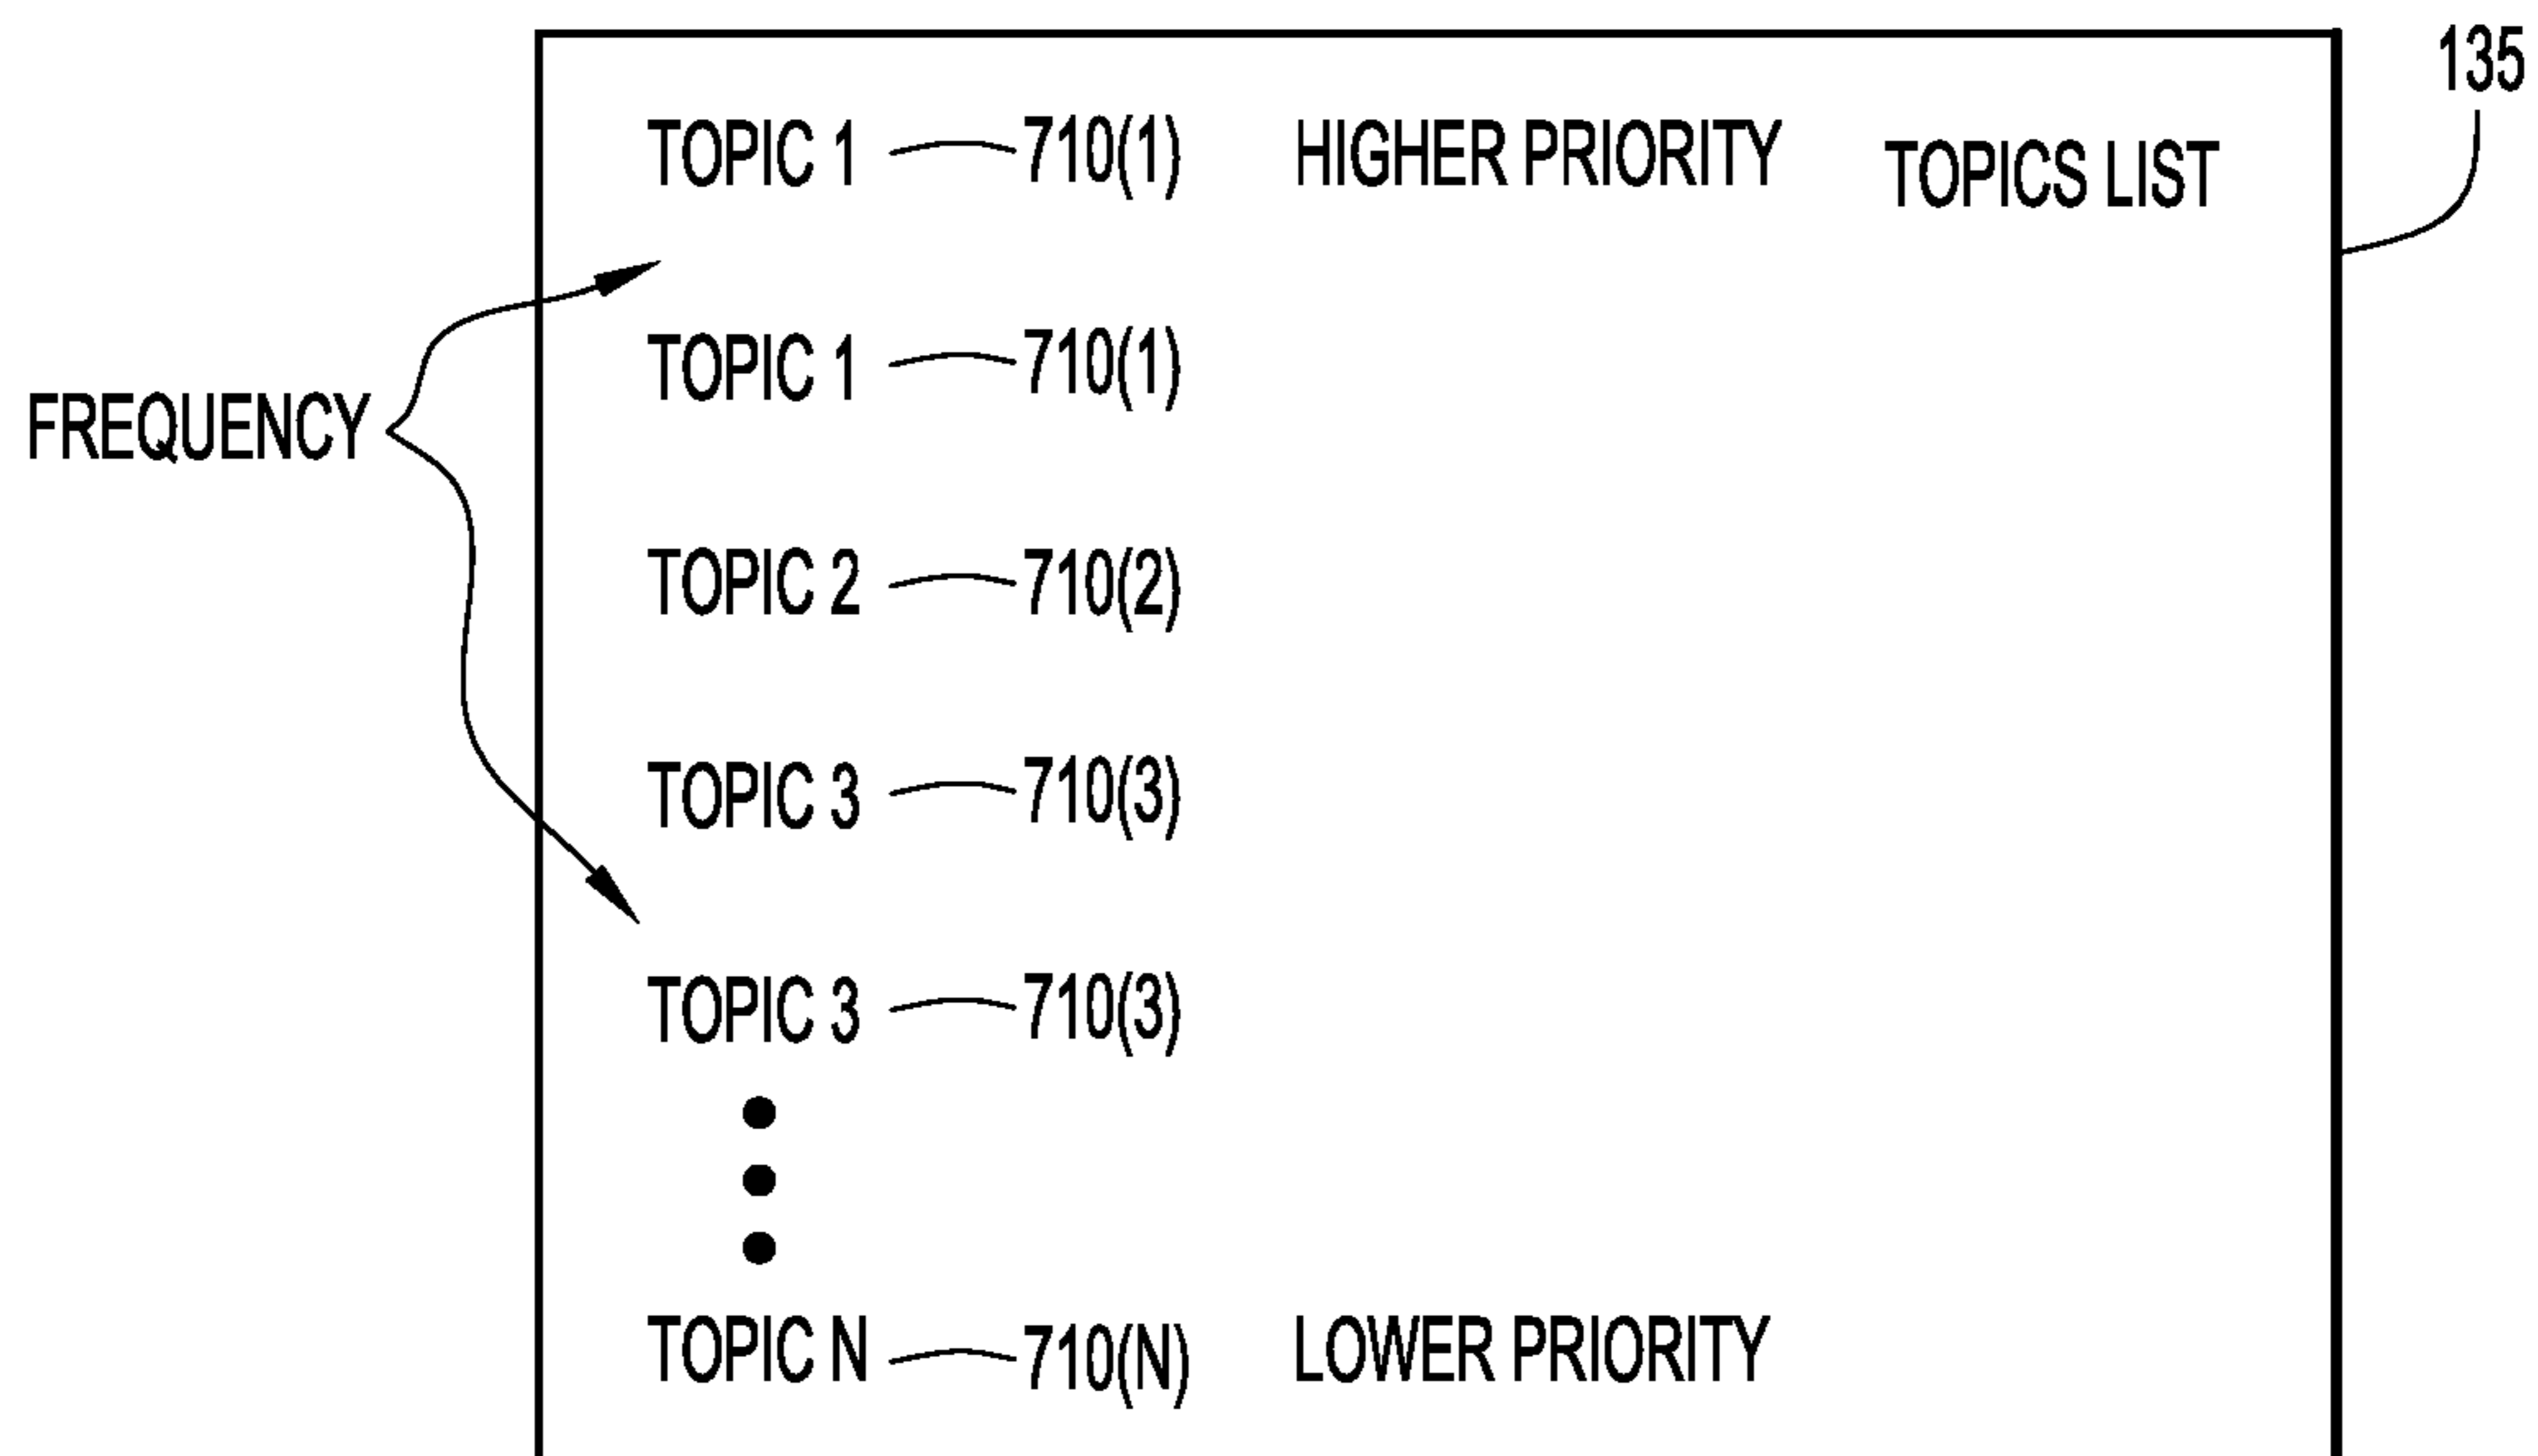 135
TOPIC 1 710(1) HIGHER PRIORITY TOPICS LIST
TOPIC 1 710(1)
FREQUENCY
TOPIC 2 710(2)
TOPIC 3 710(3)
TOPIC 3 710(3)
TOPIC N 710(N) LOWER PRIORITY